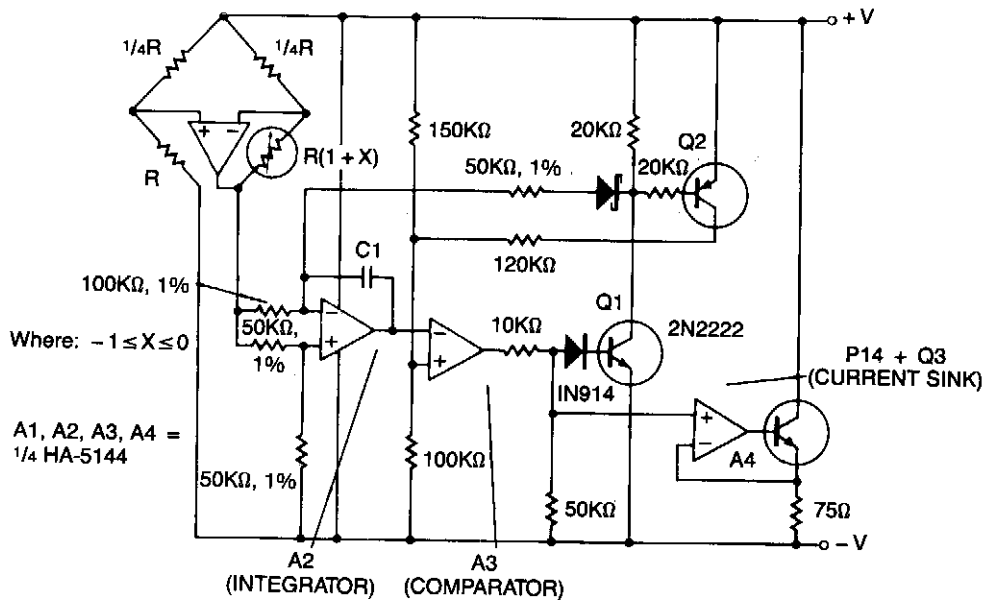 +V
1/4R
1/4R
+
−
R
R(1 + X)
150KΩ
20KΩ
Q2
50KΩ, 1%
20KΩ
120KΩ
C1
100KΩ, 1%
50KΩ,
1%
−
+
−
+
10KΩ
Q1
2N2222
IN914
Where: −1 ≤ X ≤ 0
P14 + Q3
(CURRENT SINK)
A1, A2, A3, A4 =
1/4 HA-5144
+
−
A4
50KΩ, 1%
100KΩ
50KΩ
75Ω
−V
A2
(INTEGRATOR)
A3
(COMPARATOR)